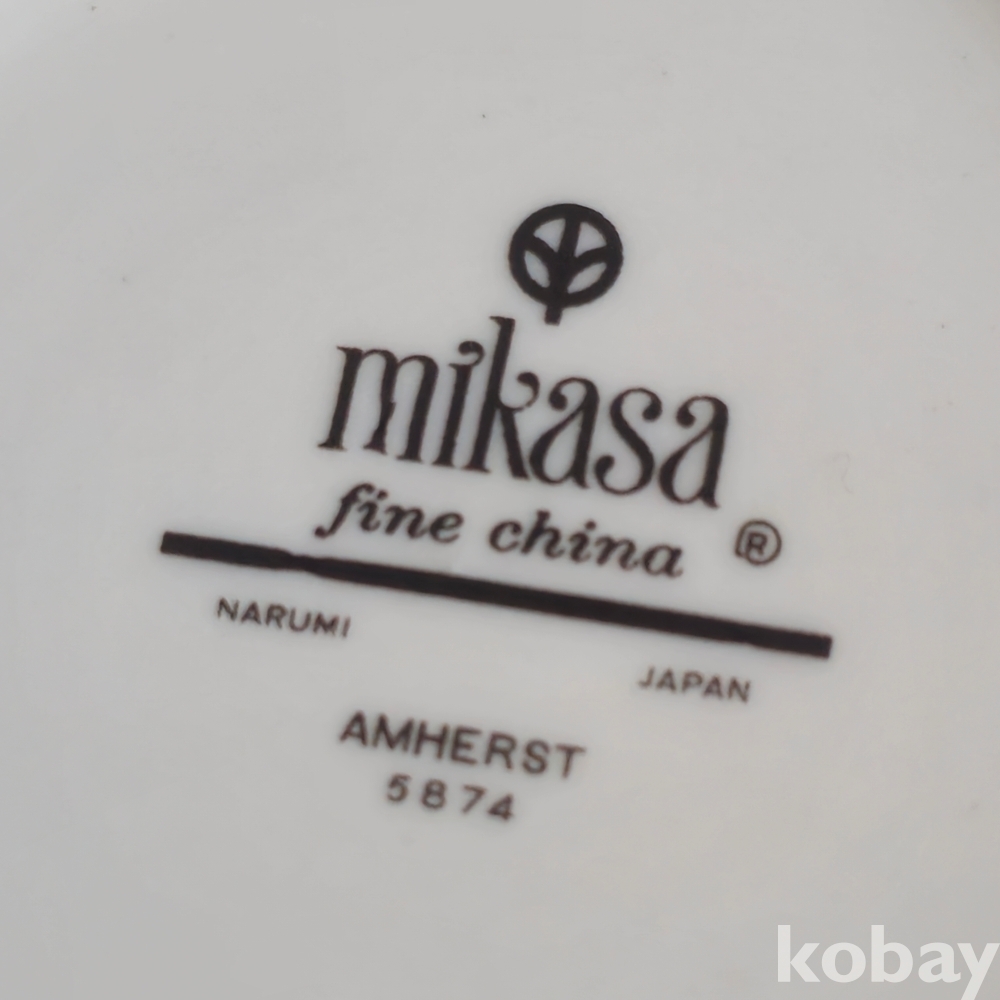 mikasa
fine china ®
NARUMI JAPAN
AMHERST
5874
kobay